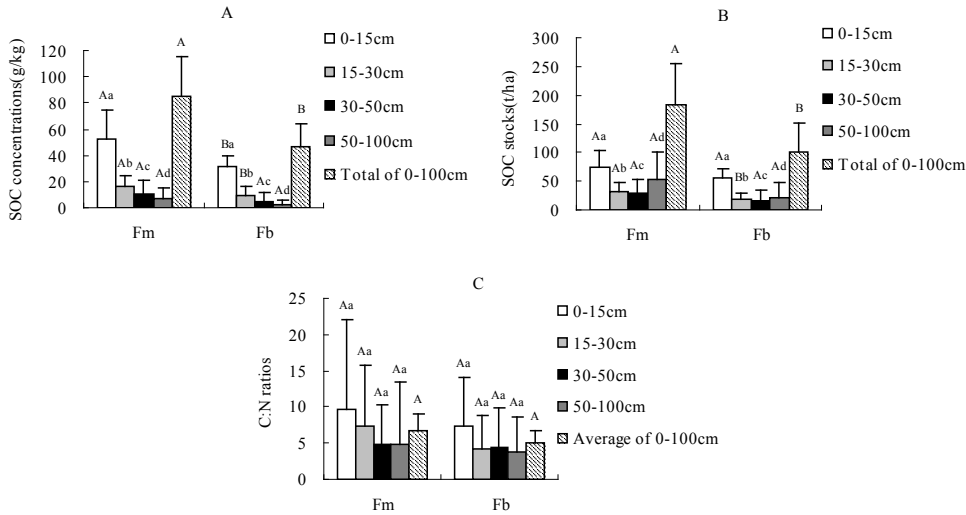 A
SOC concentrations(g/kg)
120
100
80
60
40
20
0
Aa
Ab
Ac
Ad
A
Ba
Bb
Ac
Ad
B
Fm
Fb
0-15cm
15-30cm
30-50cm
50-100cm
Total of 0-100cm
B
SOC stocks(t/ha)
300
250
200
150
100
50
0
Aa
Ab
Ac
Ad
A
Aa
Bb
Ac
Ad
B
Fm
Fb
0-15cm
15-30cm
30-50cm
50-100cm
Total of 0-100cm
C
C:N ratios
25
20
15
10
5
0
Aa
Aa
Aa
Aa
A
Aa
Aa
Aa
Aa
A
Fm
Fb
0-15cm
15-30cm
30-50cm
50-100cm
Average of 0-100cm